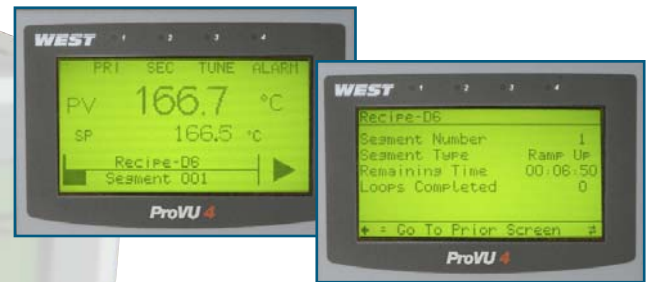 WEST 1 2 3 4
PRI SEC TUNE ALARM
PV 166.7 °C
SP 166.5 °C
Recipe-D6
Segment 001
ProVU 4
WEST 1 2 3 4
Recipe-D6
Segment Number 1
Segment Type Ramp Up
Remaining Time 00:06:50
Loops Completed 0
= Go To Prior Screen
ProVU 4